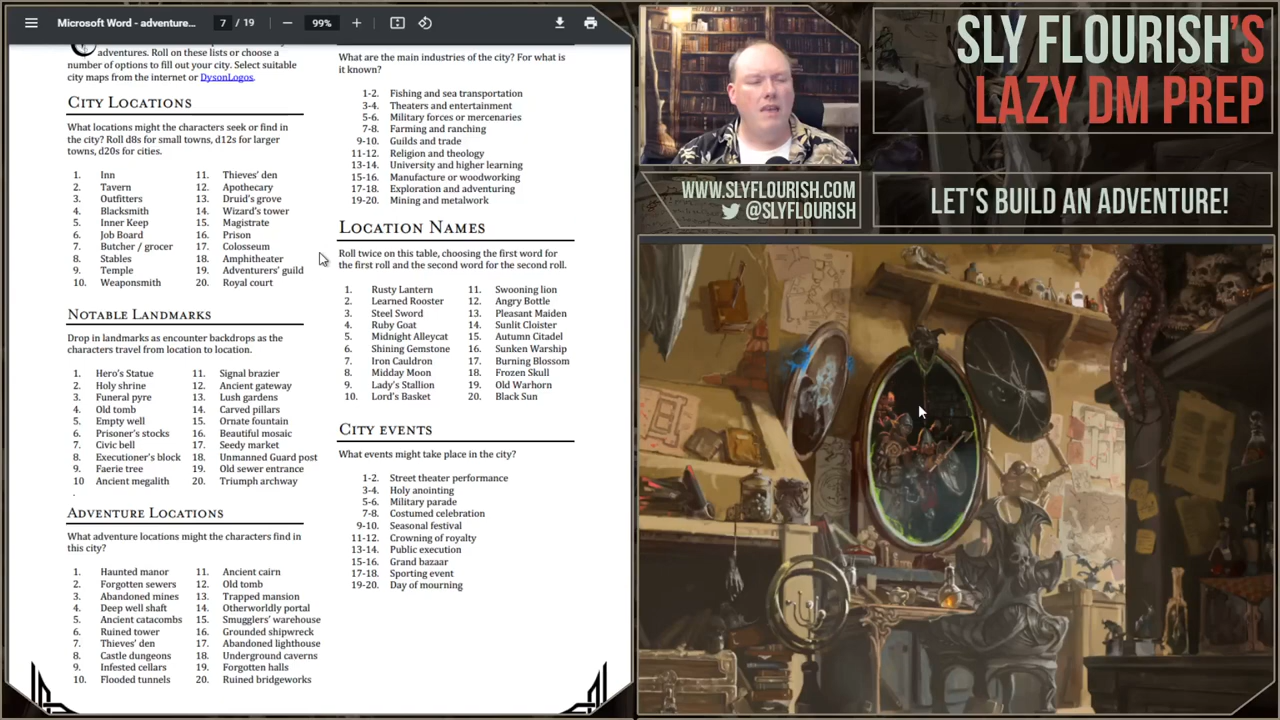 Microsoft Word - adventure...
7 / 19
99%
adventures. Roll on these lists or choose a
number of options to fill out your city. Select suitable
city maps from the internet or DysonLogos.
City Locations
What locations might the characters seek or find in
the city? Roll d8s for small towns, d12s for larger
towns, d20s for cities.
1. Inn
2. Tavern
3. Outfitters
4. Blacksmith
5. Inner Keep
6. Job Board
7. Butcher / grocer
8. Stables
9. Temple
10. Weaponsmith
11. Thieves' den
12. Apothecary
13. Druid's grove
14. Wizard's tower
15. Magistrate
16. Prison
17. Colosseum
18. Amphitheater
19. Adventurers' guild
20. Royal court
Notable Landmarks
Drop in landmarks as encounter backdrops as the
characters travel from location to location.
1. Hero's Statue
2. Holy shrine
3. Funeral pyre
4. Old tomb
5. Empty well
6. Prisoner's stocks
7. Civic bell
8. Executioner's block
9. Faerie tree
10 Ancient megalith
.
11. Signal brazier
12. Ancient gateway
13. Lush gardens
14. Carved pillars
15. Ornate fountain
16. Beautiful mosaic
17. Seedy market
18. Unmanned Guard post
19. Old sewer entrance
20. Triumph archway
Adventure Locations
What adventure locations might the characters find in
this city?
1. Haunted manor
2. Forgotten sewers
3. Abandoned mines
4. Deep well shaft
5. Ancient catacombs
6. Ruined tower
7. Thieves' den
8. Castle dungeons
9. Infested cellars
10. Flooded tunnels
11. Ancient cairn
12. Old tomb
13. Trapped mansion
14. Otherworldly portal
15. Smugglers' warehouse
16. Grounded shipwreck
17. Abandoned lighthouse
18. Underground caverns
19. Forgotten halls
20. Ruined bridgeworks
What are the main industries of the city? For what is
it known?
1-2. Fishing and sea transportation
3-4. Theaters and entertainment
5-6. Military forces or mercenaries
7-8. Farming and ranching
9-10. Guilds and trade
11-12. Religion and theology
13-14. University and higher learning
15-16. Manufacture or woodworking
17-18. Exploration and adventuring
19-20. Mining and metalwork
Location Names
Roll twice on this table, choosing the first word for
the first roll and the second word for the second roll.
1. Rusty Lantern
2. Learned Rooster
3. Steel Sword
4. Ruby Goat
5. Midnight Alleycat
6. Shining Gemstone
7. Iron Cauldron
8. Midday Moon
9. Lady's Stallion
10. Lord's Basket
11. Swooning lion
12. Angry Bottle
13. Pleasant Maiden
14. Sunlit Cloister
15. Autumn Citadel
16. Sunken Warship
17. Burning Blossom
18. Frozen Skull
19. Old Warhorn
20. Black Sun
City events
What events might take place in the city?
1-2. Street theater performance
3-4. Holy anointing
5-6. Military parade
7-8. Costumed celebration
9-10. Seasonal festival
11-12. Crowning of royalty
13-14. Public execution
15-16. Grand bazaar
17-18. Sporting event
19-20. Day of mourning
SLY FLOURISH'S
LAZY DM PREP
WWW.SLYFLOURISH.COM
@SLYFLOURISH
LET'S BUILD AN ADVENTURE!